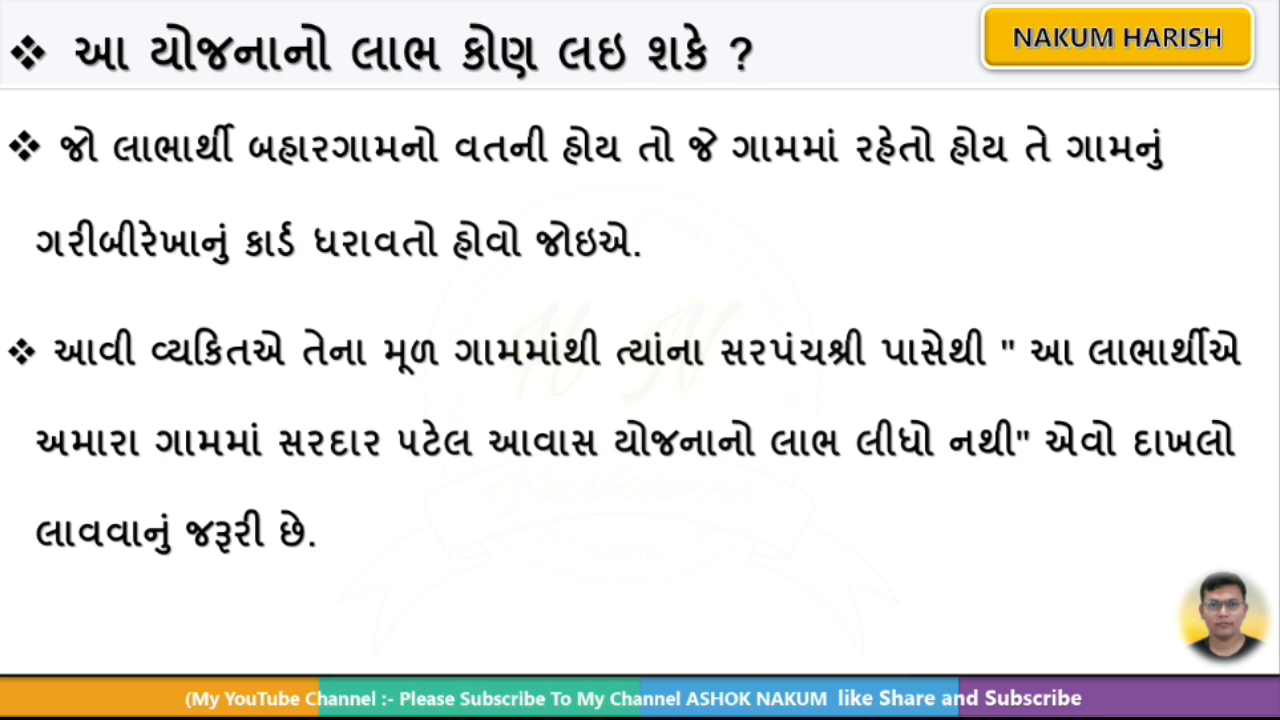 ❖ આ યોજનાનો લાભ કોણ લઇ શકે ?
NAKUM HARISH
❖ જો લાભાર્થી બહારગામનો વતની હોય તો જે ગામમાં રહેતો હોય તે ગામનું
ગરીબીરેખાનું કાર્ડ ધરાવતો હોવો જોઇએ.
❖ આવી વ્યકિતએ તેના મૂળ ગામમાંથી ત્યાંના સરપંચશ્રી પાસેથી " આ લાભાર્થીએ
અમારા ગામમાં સરદાર પટેલ આવાસ યોજનાનો લાભ લીધો નથી" એવો દાખલો
લાવવાનું જરૂરી છે.
(My YouTube Channel :- Please Subscribe To My Channel ASHOK NAKUM like Share and Subscribe